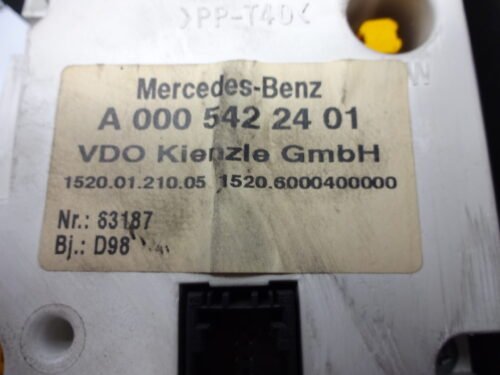 >PP-T40<
Mercedes-Benz
A 000 542 24 01
VDO Kienzle GmbH
1520.01.210.05 1520.6000400000
Nr.: 63187
Bj.: D98
W